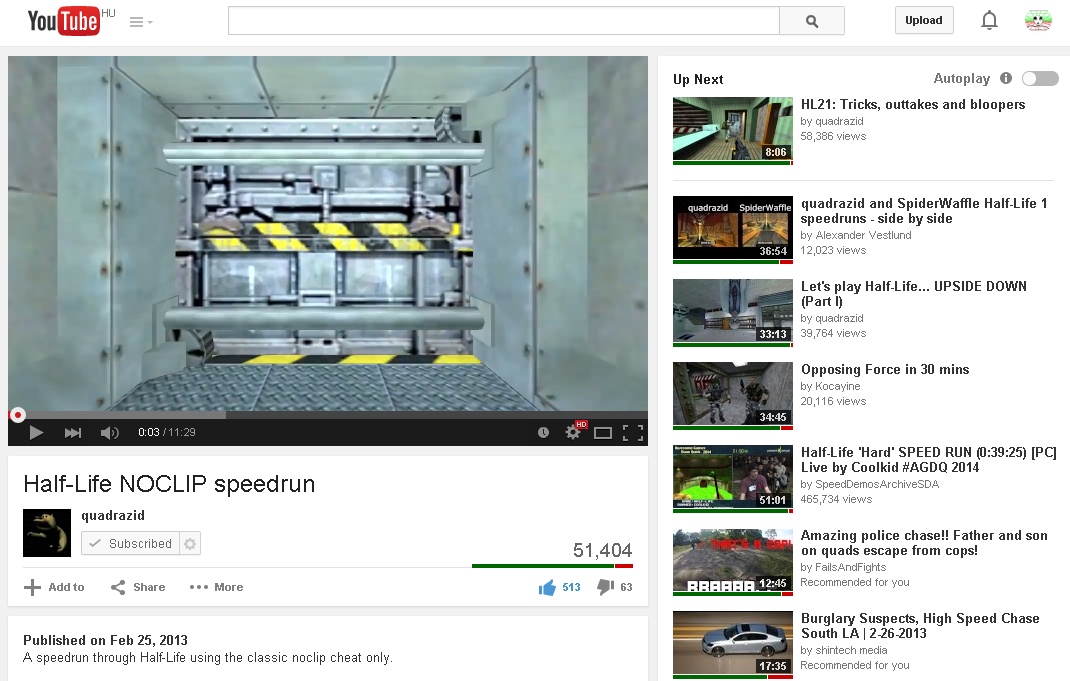 YouTube HU
Upload
HD
0:03 / 11:29
Half-Life NOCLIP speedrun
quadrazid
Subscribed
51,404
Add to
Share
More
513
63
Published on Feb 25, 2013
A speedrun through Half-Life using the classic noclip cheat only.
Up Next
Autoplay
8:06
HL21: Tricks, outtakes and bloopers
by quadrazid
58,386 views
quadrazid SpiderWaffle
36:54
quadrazid and SpiderWaffle Half-Life 1
speedruns - side by side
by Alexander Vestlund
12,023 views
33:13
Let's play Half-Life... UPSIDE DOWN
(Part I)
by quadrazid
39,764 views
34:45
Opposing Force in 30 mins
by Kocayine
20,116 views
51:01
Half-Life 'Hard' SPEED RUN (0:39:25) [PC]
Live by Coolkid #AGDQ 2014
by SpeedDemosArchiveSDA
465,734 views
12:45
Amazing police chase!! Father and son
on quads escape from cops!
by FailsAndFights
Recommended for you
17:35
Burglary Suspects, High Speed Chase
South LA | 2-26-2013
by shintech media
Recommended for you